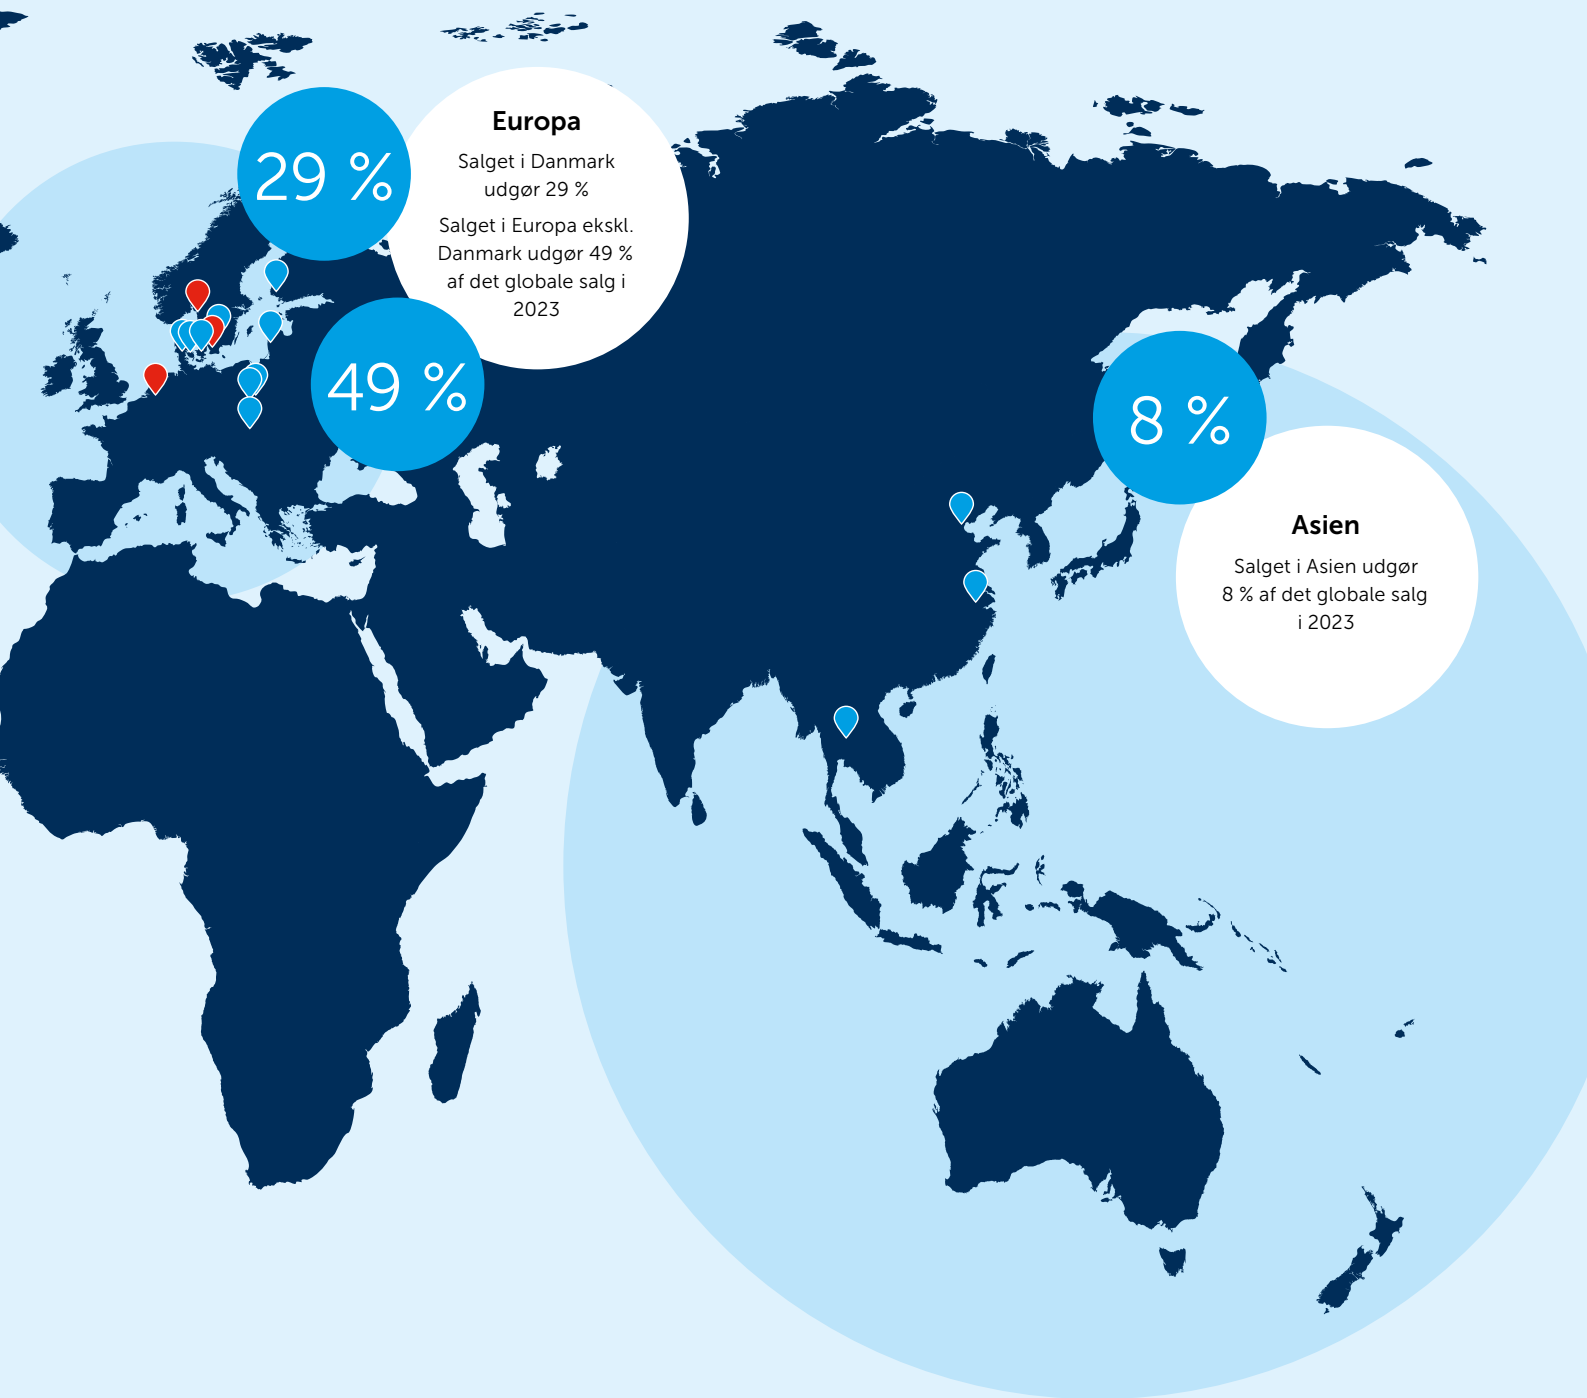 29 %
Europa
Salget i Danmark
udgør 29 %
Salget i Europa ekskl.
Danmark udgør 49 %
af det globale salg i
2023
49 %
8 %
Asien
Salget i Asien udgør
8 % af det globale salg
i 2023